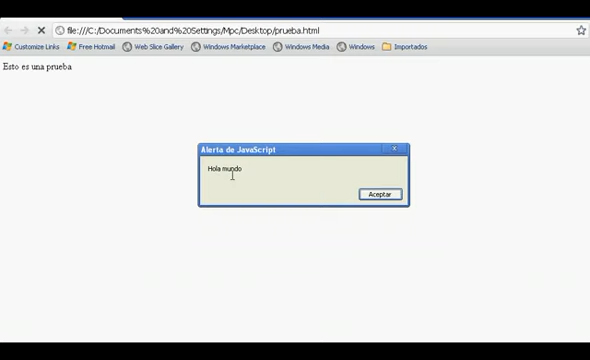 file:///C:/Documents%20and%20Settings/Mpc/Desktop/prueba.html
Customize Links Free Hotmail Web Slice Gallery Windows Marketplace Windows Media Windows Importados
Esto es una prueba
Alerta de JavaScript
Hola mundo
Aceptar